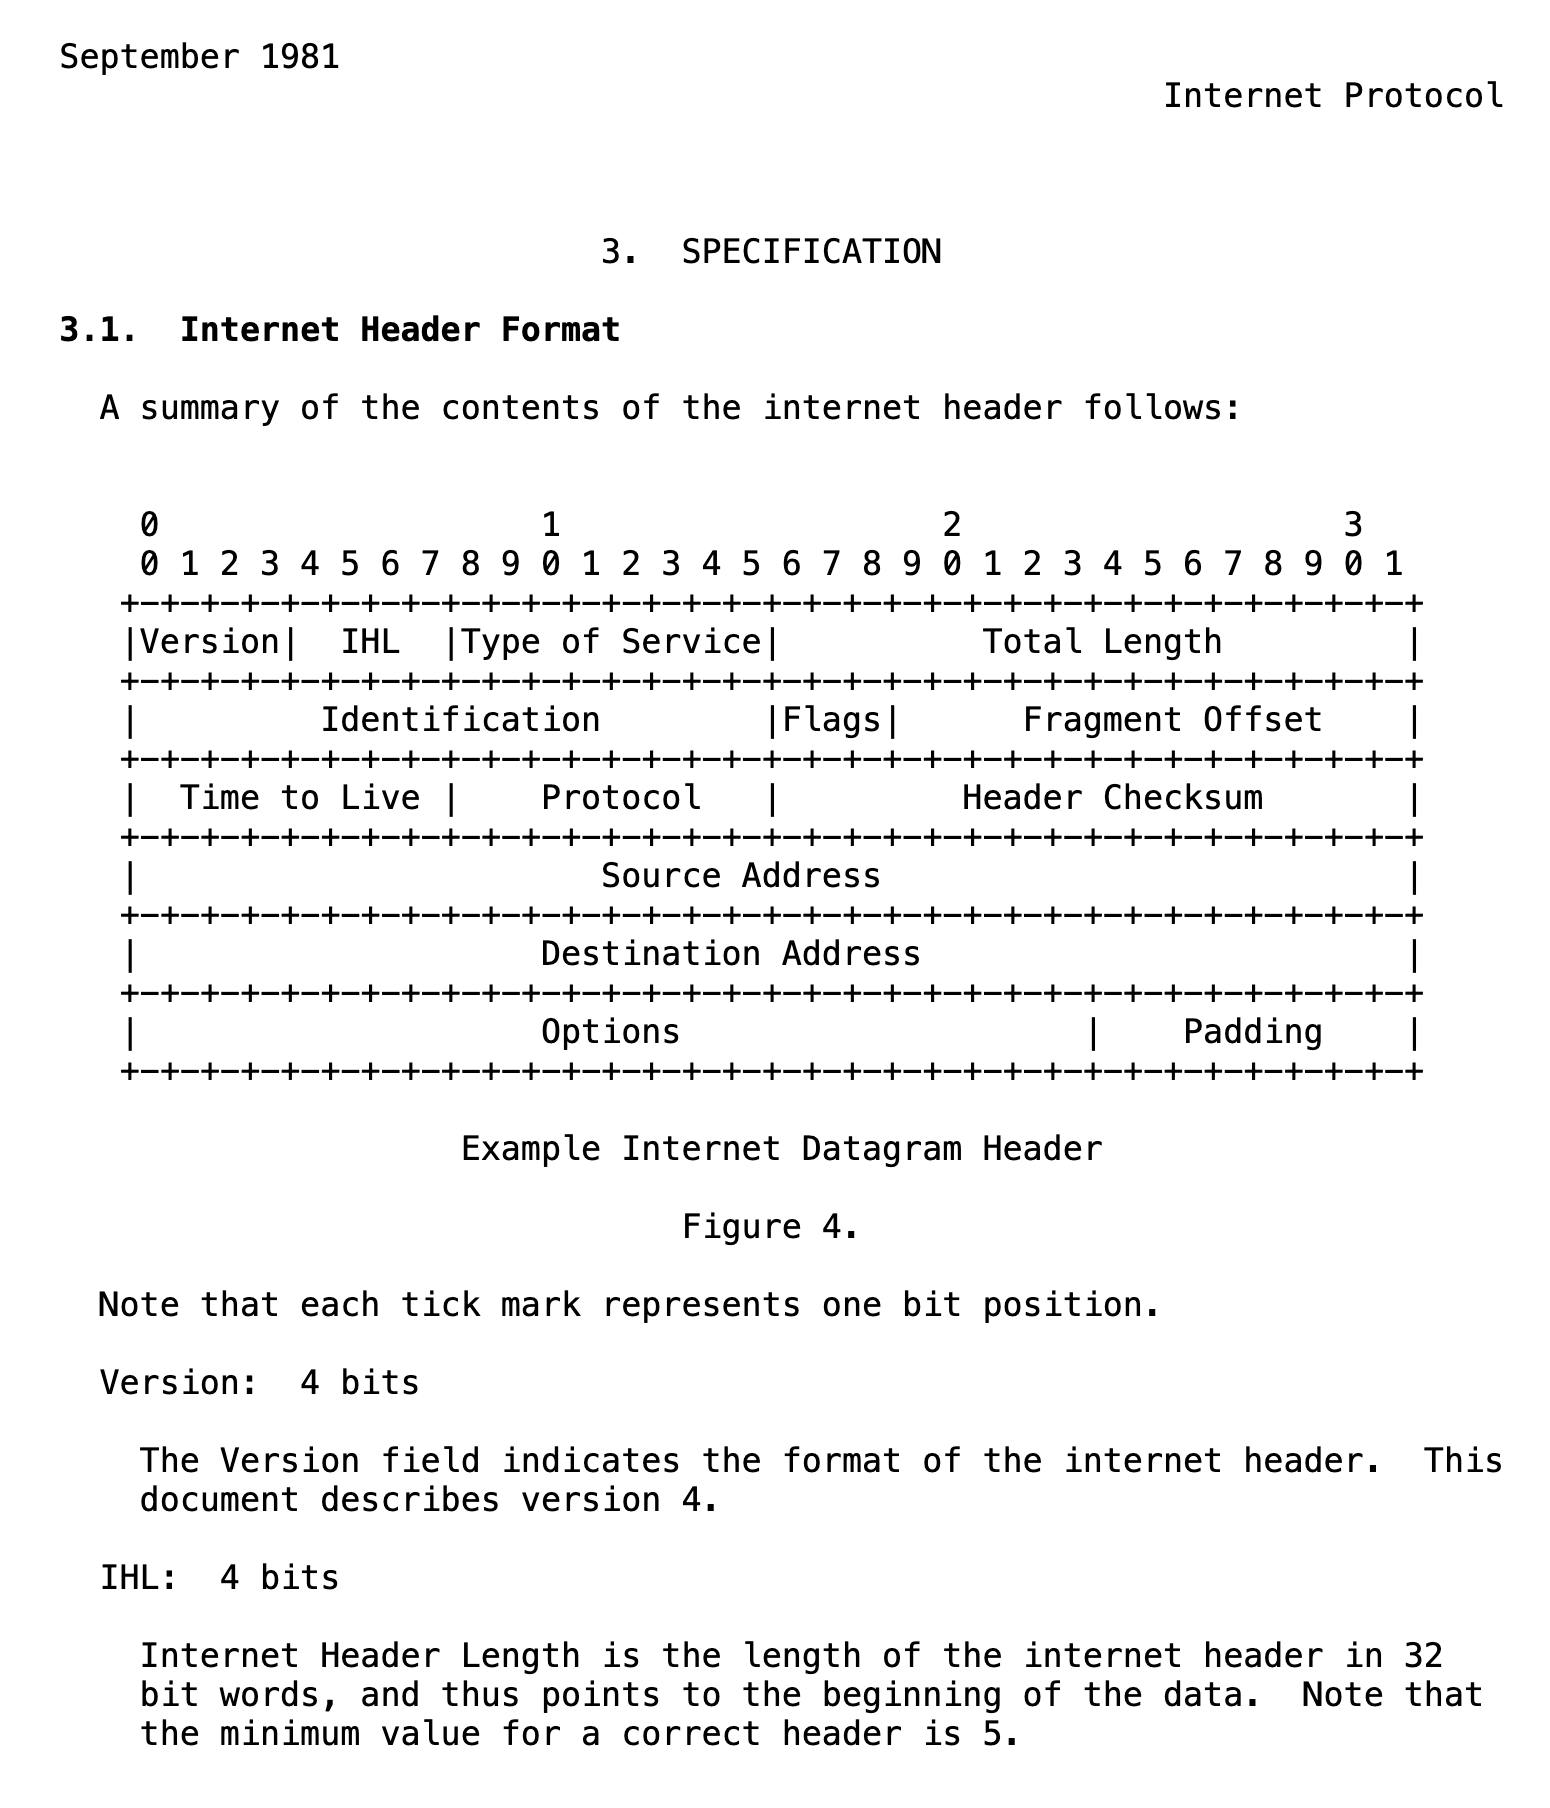 September 1981
Internet Protocol
3.  SPECIFICATION
3.1.  Internet Header Format
A summary of the contents of the internet header follows:
0                   1                   2                   3
0 1 2 3 4 5 6 7 8 9 0 1 2 3 4 5 6 7 8 9 0 1 2 3 4 5 6 7 8 9 0 1
+-+-+-+-+-+-+-+-+-+-+-+-+-+-+-+-+-+-+-+-+-+-+-+-+-+-+-+-+-+-+-+-+
|Version|  IHL  |Type of Service|          Total Length         |
+-+-+-+-+-+-+-+-+-+-+-+-+-+-+-+-+-+-+-+-+-+-+-+-+-+-+-+-+-+-+-+-+
|         Identification        |Flags|      Fragment Offset    |
+-+-+-+-+-+-+-+-+-+-+-+-+-+-+-+-+-+-+-+-+-+-+-+-+-+-+-+-+-+-+-+-+
|  Time to Live |    Protocol   |         Header Checksum       |
+-+-+-+-+-+-+-+-+-+-+-+-+-+-+-+-+-+-+-+-+-+-+-+-+-+-+-+-+-+-+-+-+
|                       Source Address                          |
+-+-+-+-+-+-+-+-+-+-+-+-+-+-+-+-+-+-+-+-+-+-+-+-+-+-+-+-+-+-+-+-+
|                    Destination Address                        |
+-+-+-+-+-+-+-+-+-+-+-+-+-+-+-+-+-+-+-+-+-+-+-+-+-+-+-+-+-+-+-+-+
|                    Options                    |    Padding    |
+-+-+-+-+-+-+-+-+-+-+-+-+-+-+-+-+-+-+-+-+-+-+-+-+-+-+-+-+-+-+-+-+
Example Internet Datagram Header
Figure 4.
Note that each tick mark represents one bit position.
Version:  4 bits
The Version field indicates the format of the internet header.  This
document describes version 4.
IHL:  4 bits
Internet Header Length is the length of the internet header in 32
bit words, and thus points to the beginning of the data.  Note that
the minimum value for a correct header is 5.